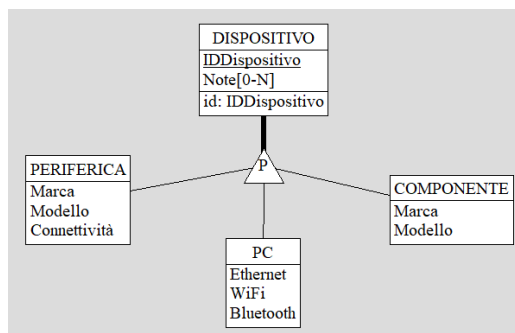 DISPOSITIVO
IDDispositivo
Note[0-N]
id: IDDispositivo
P
PERIFERICA
Marca
Modello
Connettività
COMPONENTE
Marca
Modello
PC
Ethernet
WiFi
Bluetooth